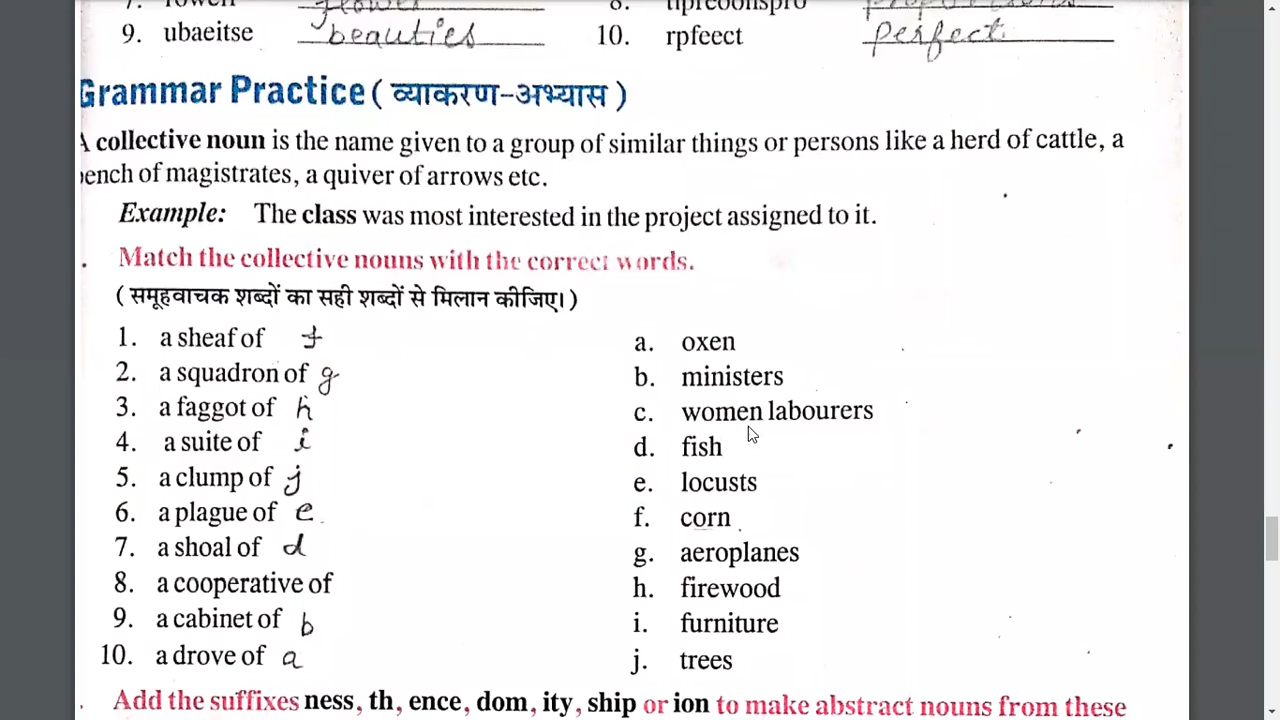 7. rowelf flower 8. prpoonspro
9. ubaeitse beauties 10. rpfeect perfect
Grammar Practice ( व्याकरण-अभ्यास )
collective noun is the name given to a group of similar things or persons like a herd of cattle, a
bench of magistrates, a quiver of arrows etc.
Example: The class was most interested in the project assigned to it.
. Match the collective nouns with the correct words.
( समूहवाचक शब्दों का सही शब्दों से मिलान कीजिए। )
1. a sheaf of f a. oxen
2. a squadron of g b. ministers
3. a faggot of h c. women labourers
4. a suite of i d. fish
5. a clump of j e. locusts
6. a plague of e f. corn
7. a shoal of d g. aeroplanes
8. a cooperative of h. firewood
9. a cabinet of b i. furniture
10. a drove of a j. trees
. Add the suffixes ness, th, ence, dom, ity, ship or ion to make abstract nouns from these